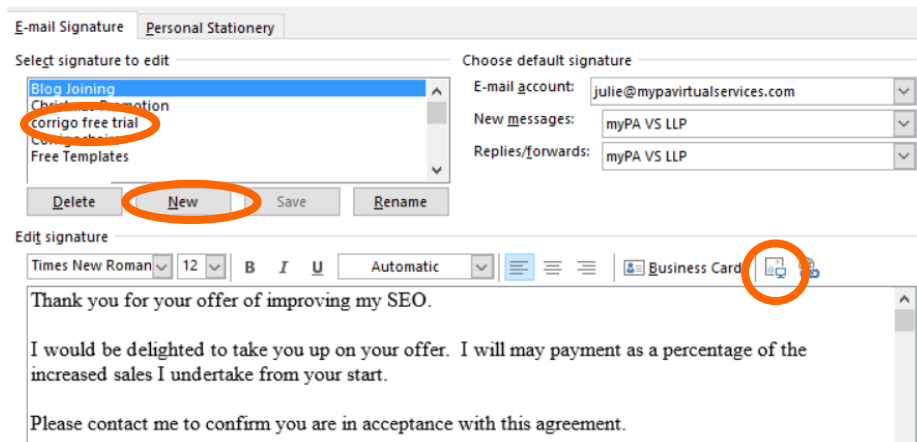 E-mail Signature Personal Stationery
Select signature to edit Choose default signature
Blog Joining E-mail account: julie@mypavirtualservices.com
Christmas Promotion
corrigo free trial New messages: myPA VS LLP
Free Templates Replies/forwards: myPA VS LLP
Delete New Save Rename
Edit signature
Times New Roman 12 B I U Automatic Business Card
Thank you for your offer of improving my SEO.
I would be delighted to take you up on your offer. I will may payment as a percentage of the
increased sales I undertake from your start.
Please contact me to confirm you are in acceptance with this agreement.